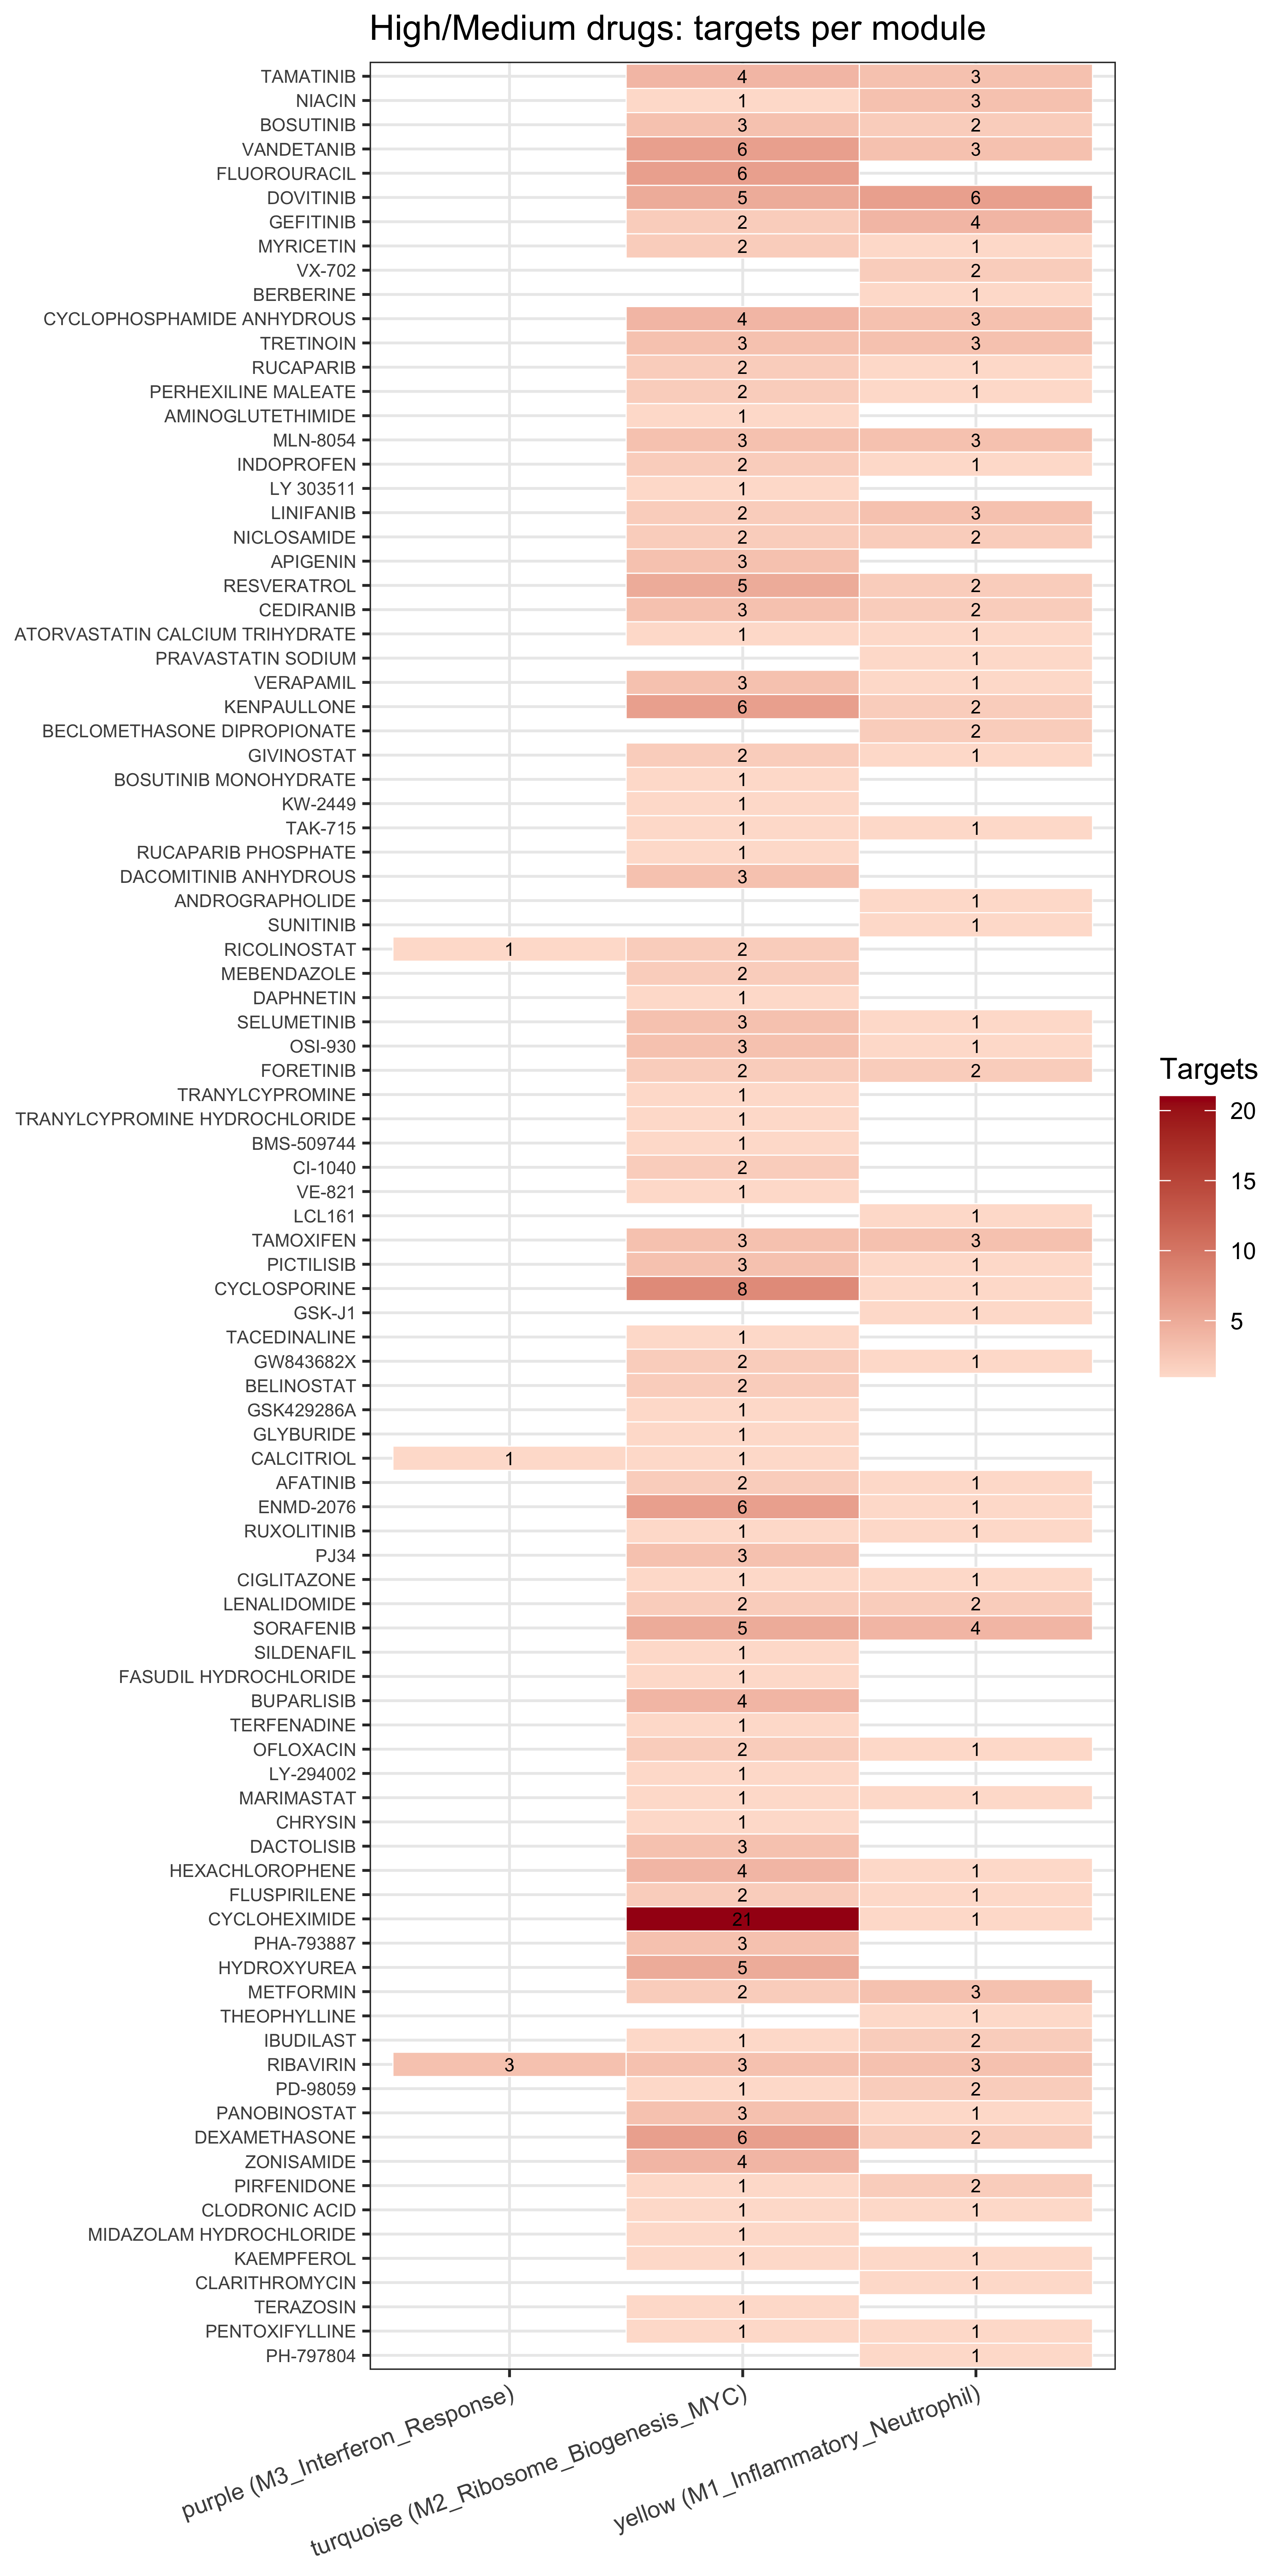 High/Medium drugs: targets per module
TAMATINIB 4 3
NIACIN 1 3
BOSUTINIB 3 2
VANDETANIB 6 3
FLUOROURACIL 6
DOVITINIB 5 6
GEFITINIB 2 4
MYRICETIN 2 1
VX-702 2
BERBERINE 1
CYCLOPHOSPHAMIDE ANHYDROUS 4 3
TRETINOIN 3 3
RUCAPARIB 2 1
PERHEXILINE MALEATE 2 1
AMINOGLUTETHIMIDE 1
MLN-8054 3 3
INDOPROFEN 2 1
LY 303511 1
LINIFANIB 2 3
NICLOSAMIDE 2 2
APIGENIN 3
RESVERATROL 5 2
CEDIRANIB 3 2
ATORVASTATIN CALCIUM TRIHYDRATE 1 1
PRAVASTATIN SODIUM 1
VERAPAMIL 3 1
KENPAULLONE 6 2
BECLOMETHASONE DIPROPIONATE 2
GIVINOSTAT 2 1
BOSUTINIB MONOHYDRATE 1
KW-2449 1
TAK-715 1 1
RUCAPARIB PHOSPHATE 1
DACOMITINIB ANHYDROUS 3
ANDROGRAPHOLIDE 1
SUNITINIB 1
RICOLINOSTAT 1 2
MEBENDAZOLE 2
DAPHNETIN 1
SELUMETINIB 3 1
OSI-930 3 1
FORETINIB 2 2
TRANYLCYPROMINE 1
TRANYLCYPROMINE HYDROCHLORIDE 1
BMS-509744 1
CI-1040 2
VE-821 1
LCL161 1
TAMOXIFEN 3 3
PICTILISIB 3 1
CYCLOSPORINE 8 1
GSK-J1 1
TACEDINALINE 1
GW843682X 2 1
BELINOSTAT 2
GSK429286A 1
GLYBURIDE 1
CALCITRIOL 1 1
AFATINIB 2 1
ENMD-2076 6 1
RUXOLITINIB 1 1
PJ34 3
CIGLITAZONE 1 1
LENALIDOMIDE 2 2
SORAFENIB 5 4
SILDENAFIL 1
FASUDIL HYDROCHLORIDE 1
BUPARLISIB 4
TERFENADINE 1
OFLOXACIN 2 1
LY-294002 1
MARIMASTAT 1 1
CHRYSIN 1
DACTOLISIB 3
HEXACHLOROPHENE 4 1
FLUSPIRILENE 2 1
CYCLOHEXIMIDE 21 1
PHA-793887 3
HYDROXYUREA 5
METFORMIN 2 3
THEOPHYLLINE 1
IBUDILAST 1 2
RIBAVIRIN 3 3 3
PD-98059 1 2
PANOBINOSTAT 3 1
DEXAMETHASONE 6 2
ZONISAMIDE 4
PIRFENIDONE 1 2
CLODRONIC ACID 1 1
MIDAZOLAM HYDROCHLORIDE 1
KAEMPFEROL 1 1
CLARITHROMYCIN 1
TERAZOSIN 1
PENTOXIFYLLINE 1 1
PH-797804 1
purple (M3_Interferon_Response)
turquoise (M2_Ribosome_Biogenesis_MYC)
yellow (M1_Inflammatory_Neutrophil)
Targets
20
15
10
5